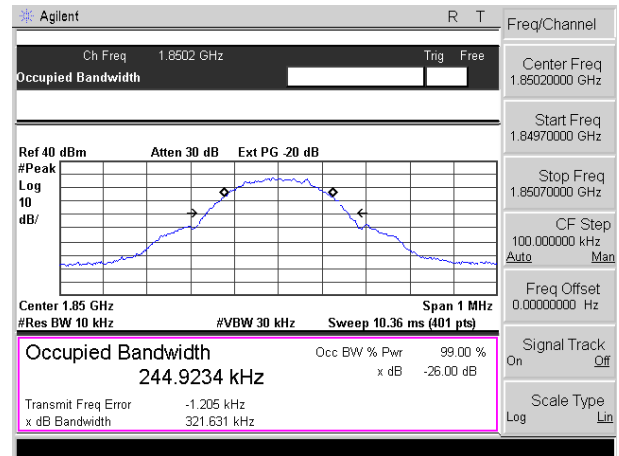 Agilent R T
Ch Freq 1.8502 GHz Trig Free
Occupied Bandwidth
Ref 40 dBm Atten 30 dB Ext PG -20 dB
#Peak
Log
10
dB/
Center 1.85 GHz Span 1 MHz
#Res BW 10 kHz #VBW 30 kHz Sweep 10.36 ms (401 pts)
Occupied Bandwidth Occ BW % Pwr 99.00 %
244.9234 kHz x dB -26.00 dB
Transmit Freq Error -1.205 kHz
x dB Bandwidth 321.631 kHz
Freq/Channel
Center Freq
1.85020000 GHz
Start Freq
1.84970000 GHz
Stop Freq
1.85070000 GHz
CF Step
100.000000 kHz
Auto Man
Freq Offset
0.00000000 Hz
Signal Track
On Off
Scale Type
Log Lin